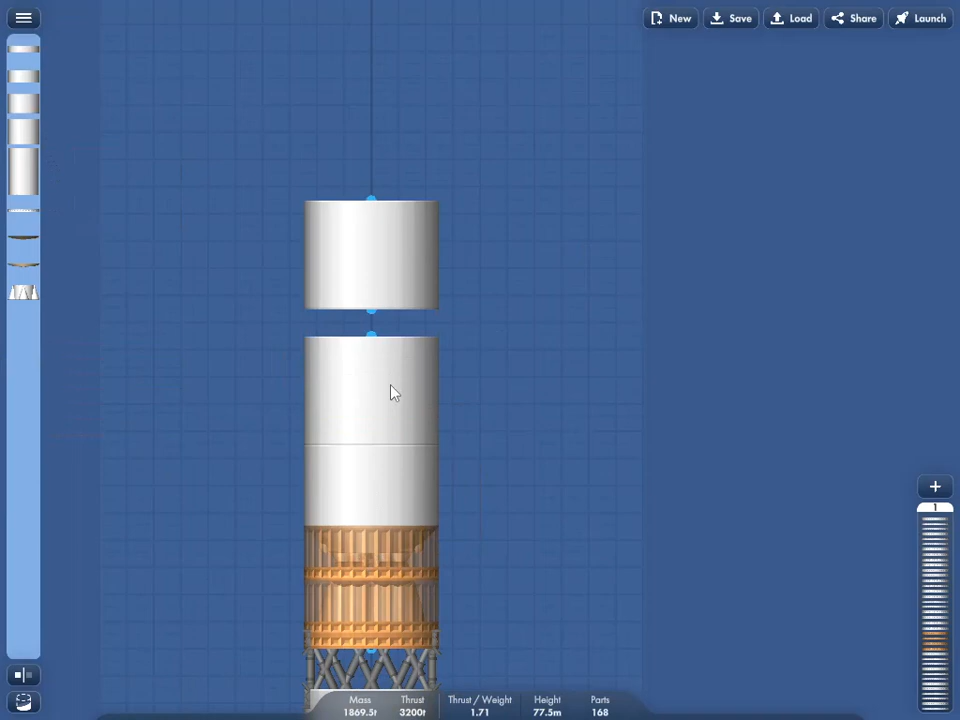 New
Save
Load
Share
Launch
1
Mass Thrust Thrust / Weight Height Parts
1869.5t 3200t 1.71 77.5m 168